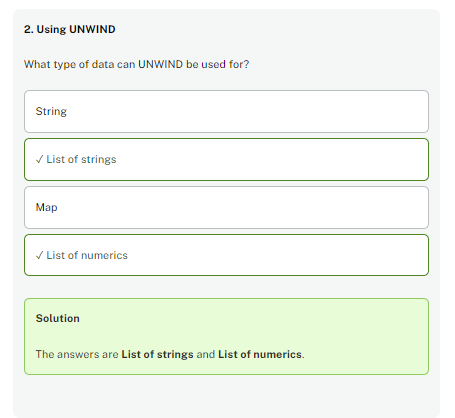 2. Using UNWIND
What type of data can UNWIND be used for?
String
✓ List of strings
Map
✓ List of numerics
Solution
The answers are List of strings and List of numerics.